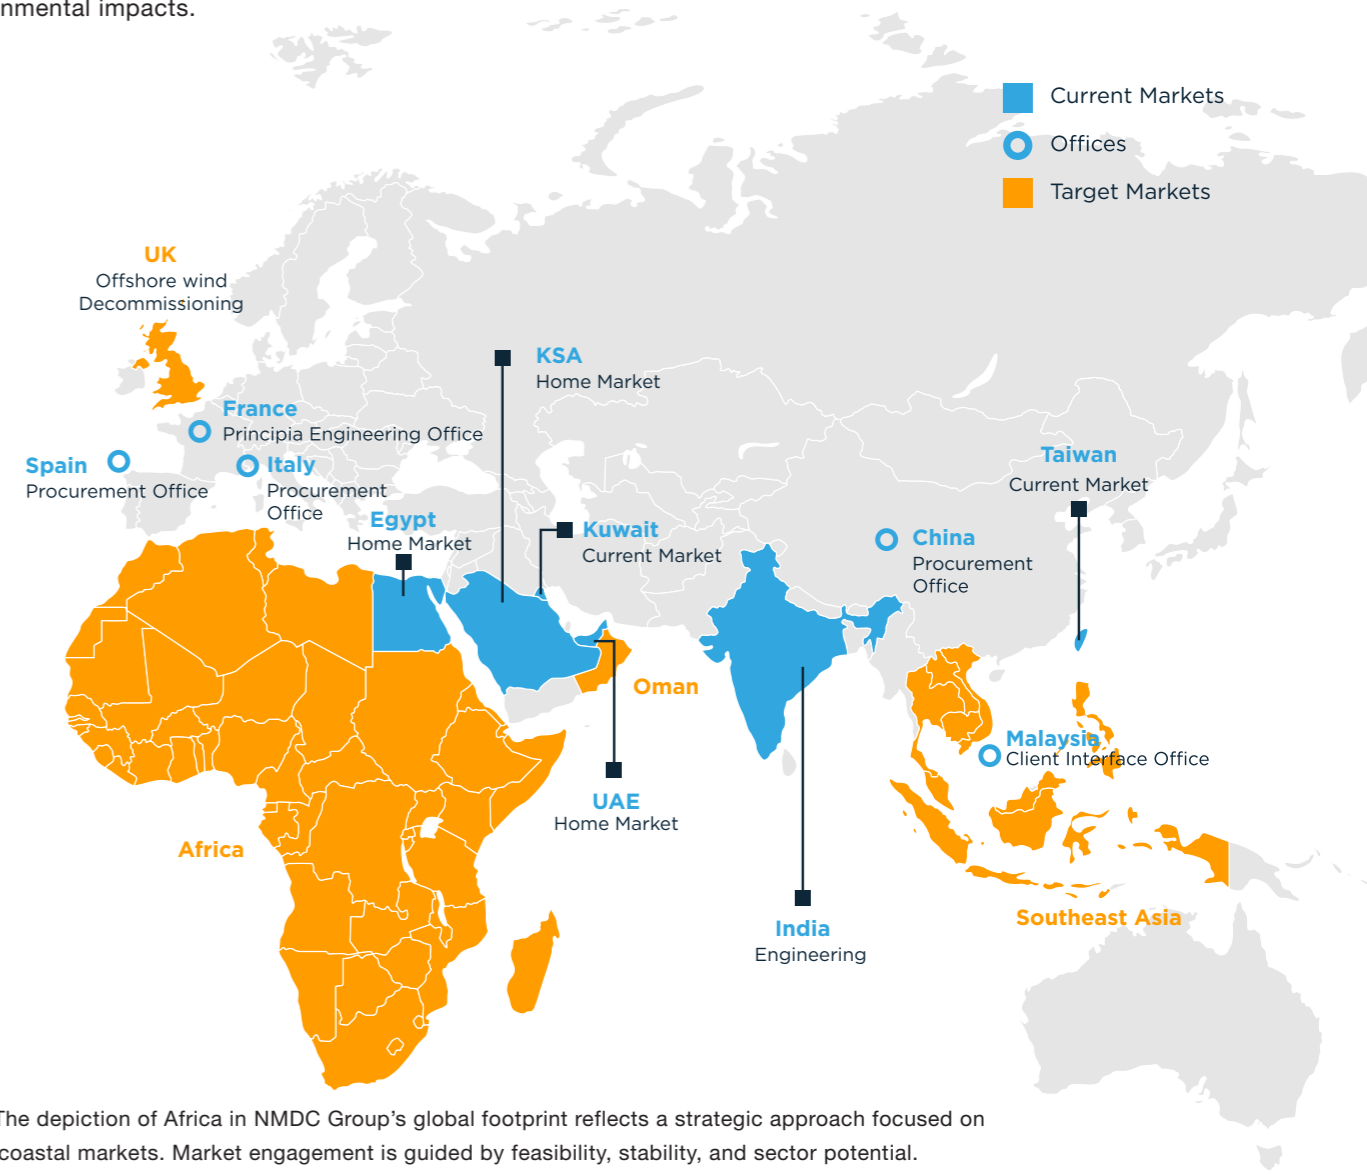 nmental impacts.
Current Markets
Offices
Target Markets
UK
Offshore wind
Decommissioning
KSA
Home Market
France
Principia Engineering Office
Spain
Procurement Office
Italy
Procurement
Office
Egypt
Home Market
Kuwait
Current Market
Taiwan
Current Market
China
Procurement
Office
Oman
Malaysia
Client Interface Office
UAE
Home Market
Africa
India
Engineering
Southeast Asia
The depiction of Africa in NMDC Group's global footprint reflects a strategic approach focused on
coastal markets. Market engagement is guided by feasibility, stability, and sector potential.